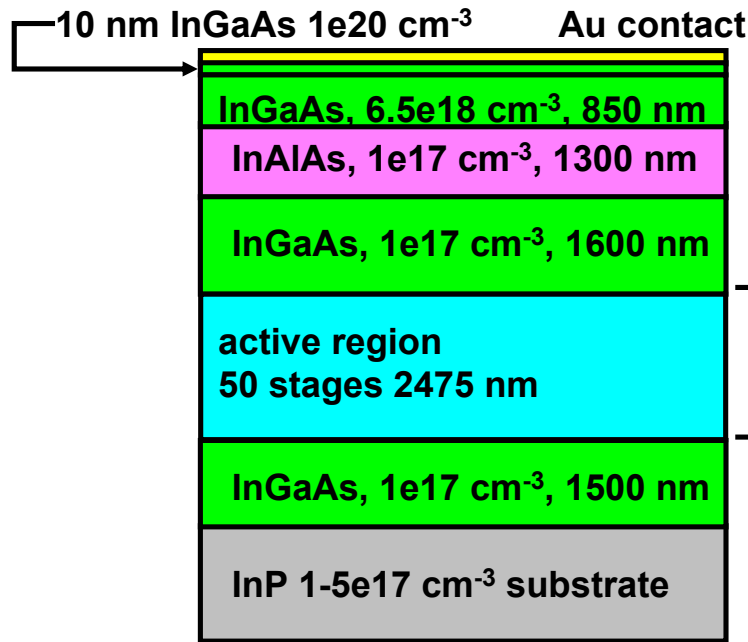 10 nm InGaAs 1e20 cm⁻³ Au contact
InGaAs, 6.5e18 cm⁻³, 850 nm
InAlAs, 1e17 cm⁻³, 1300 nm
InGaAs, 1e17 cm⁻³, 1600 nm
active region
50 stages 2475 nm
InGaAs, 1e17 cm⁻³, 1500 nm
InP 1-5e17 cm⁻³ substrate